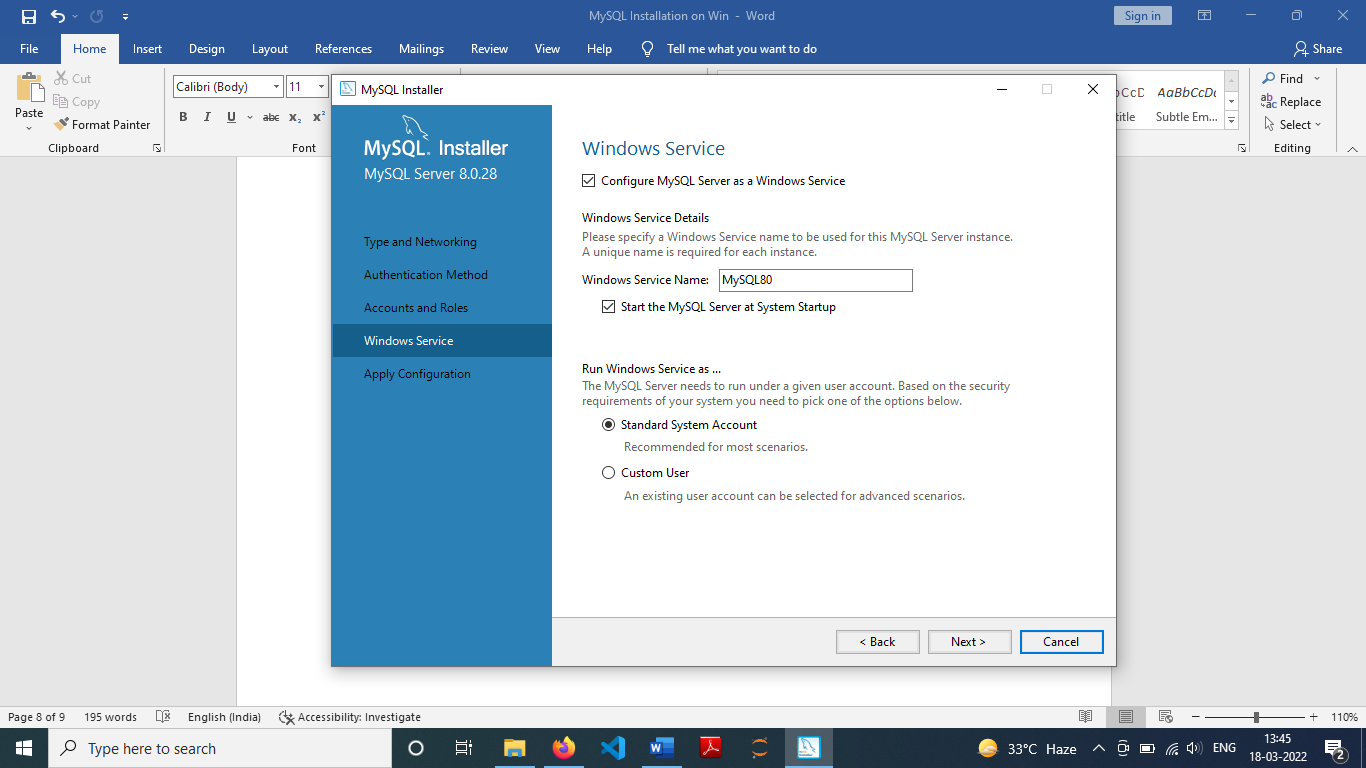 MySQL Installation on Win - Word
Sign in
File Home Insert Design Layout References Mailings Review View Help Tell me what you want to do Share
Paste
Cut
Copy
Format Painter
Clipboard
Calibri (Body) 11
B I U abc x₂ x²
Font
AaBbCcDc
Subtle Em...
Find
Replace
Select
Editing
MySQL Installer
MySQL® Installer
MySQL Server 8.0.28
Type and Networking
Authentication Method
Accounts and Roles
Windows Service
Apply Configuration
Windows Service
Configure MySQL Server as a Windows Service
Windows Service Details
Please specify a Windows Service name to be used for this MySQL Server instance.
A unique name is required for each instance.
Windows Service Name: MySQL80
Start the MySQL Server at System Startup
Run Windows Service as ...
The MySQL Server needs to run under a given user account. Based on the security
requirements of your system you need to pick one of the options below.
Standard System Account
Recommended for most scenarios.
Custom User
An existing user account can be selected for advanced scenarios.
< Back Next > Cancel
Page 8 of 9 195 words English (India) Accessibility: Investigate 110%
Type here to search
33°C Haze
ENG
13:45
18-03-2022
2